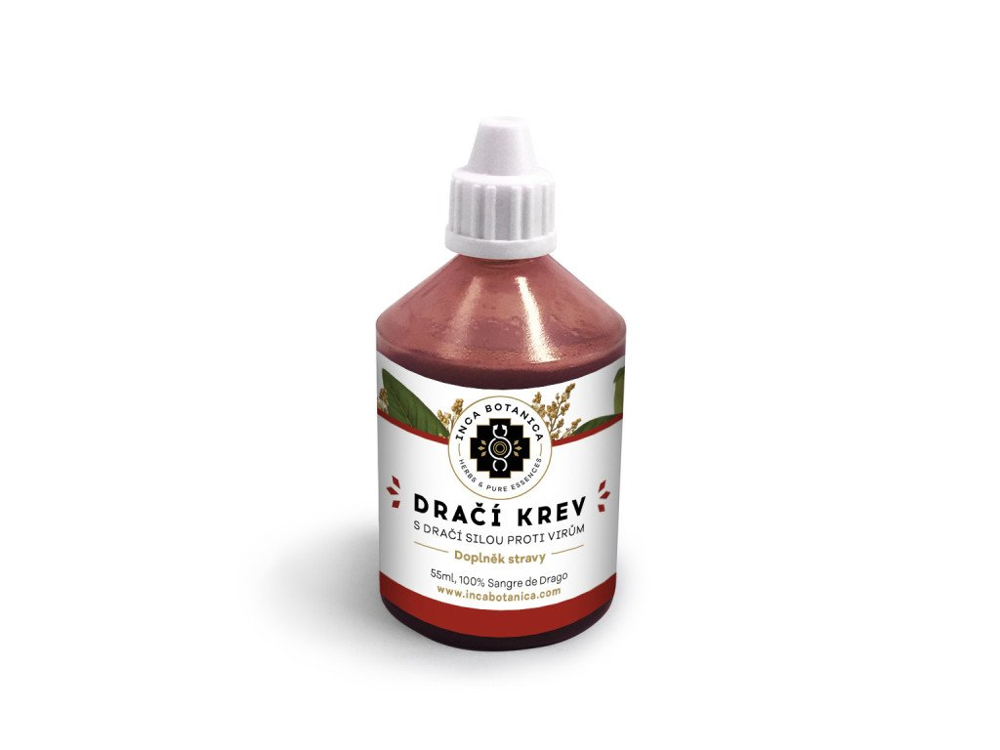 INCA BOTANICA
HERBS & PURE ESSENCES
DRAČÍ KREV
S DRAČÍ SILOU PROTI VIRŮM
Doplněk stravy
55ml, 100% Sangre de Drago
www.incabotanica.com